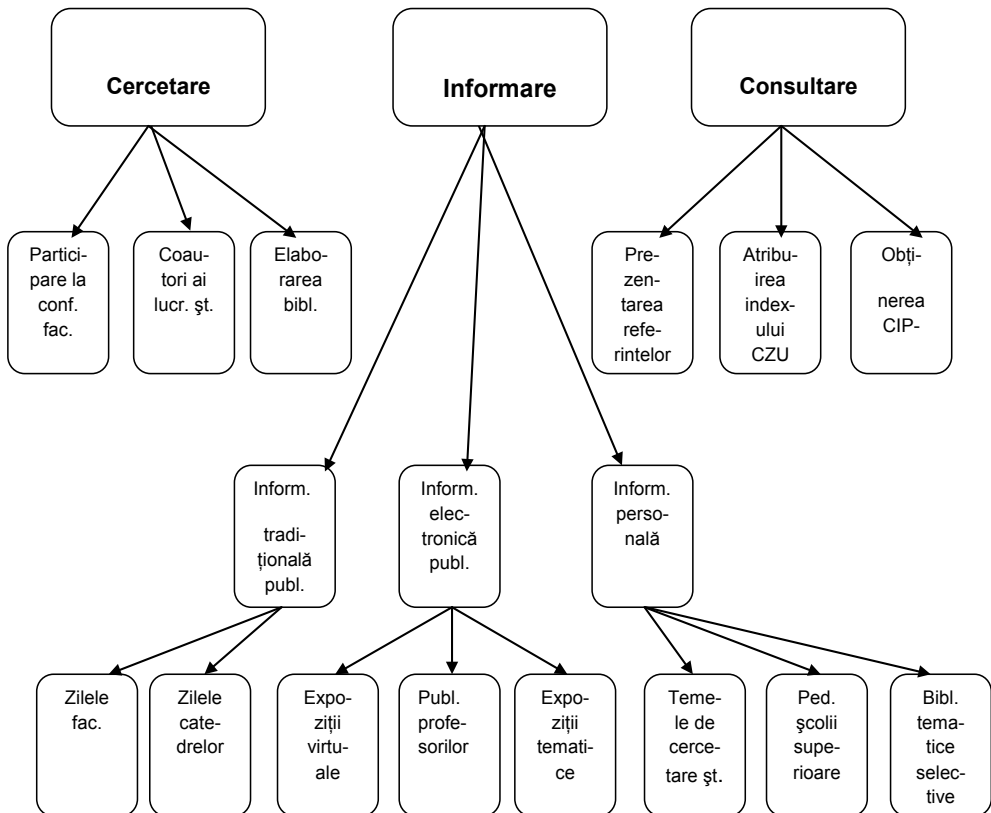 Cercetare
Informare
Consultare
Partici-
pare la
conf.
fac.
Coau-
tori ai
lucr. şt.
Elabo-
rarea
bibl.
Pre-
zen-
tarea
refe-
rintelor
Atribu-
irea
index-
ului
CZU
Obți-
nerea
CIP-
Inform.
tradi-
țională
publ.
Inform.
elec-
tronică
publ.
Inform.
perso-
nală
Zilele
fac.
Zilele
cate-
drelor
Expo-
ziții
virtu-
ale
Publ.
profe-
sorilor
Expo-
ziții
temati-
ce
Teme-
le de
cerce-
tare şt.
Ped.
şcolii
supe-
rioare
Bibl.
tema-
tice
selec-
tive